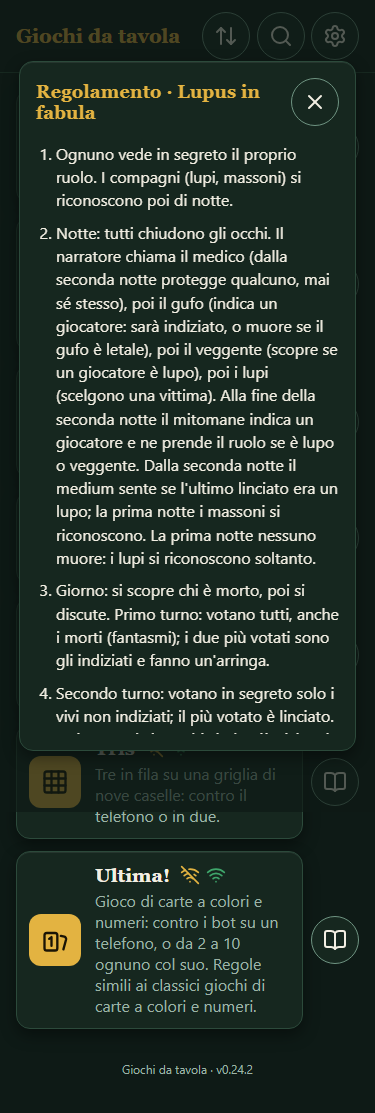 Giochi da tavola
Regolamento · Lupus in
fabula
1. Ognuno vede in segreto il proprio
ruolo. I compagni (lupi, massoni) si
riconoscono poi di notte.
2. Notte: tutti chiudono gli occhi. Il
narratore chiama il medico (dalla
seconda notte protegge qualcuno, mai
sé stesso), poi il gufo (indica un
giocatore: sarà indiziato, o muore se il
gufo è letale), poi il veggente (scopre se
un giocatore è lupo), poi i lupi
(scelgono una vittima). Alla fine della
seconda notte il mitomane indica un
giocatore e ne prende il ruolo se è lupo
o veggente. Dalla seconda notte il
medium sente se l'ultimo linciato era un
lupo; la prima notte i massoni si
riconoscono. La prima notte nessuno
muore: i lupi si riconoscono soltanto.
3. Giorno: si scopre chi è morto, poi si
discute. Primo turno: votano tutti, anche
i morti (fantasmi); i due più votati sono
gli indiziati e fanno un'arringa.
4. Secondo turno: votano in segreto solo i
vivi non indiziati; il più votato è linciato.
Tris
Tre in fila su una griglia di
nove caselle: contro il
telefono o in due.
Ultima!
Gioco di carte a colori e
numeri: contro i bot su un
telefono, o da 2 a 10
ognuno col suo. Regole
simili ai classici giochi di
carte a colori e numeri.
Giochi da tavola · v0.24.2